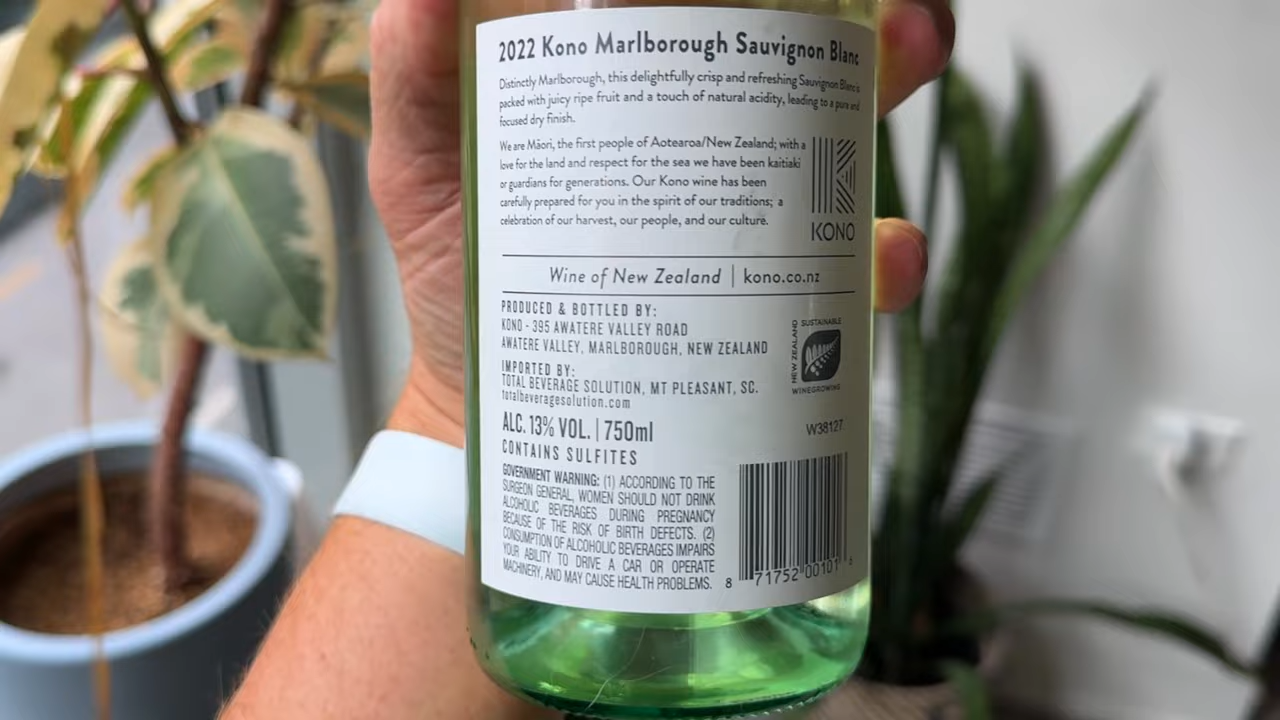 2022 Kono Marlborough Sauvignon Blanc
Distinctly Marlborough, this delightfully crisp and refreshing Sauvignon Blanc is
packed with juicy ripe fruit and a touch of natural acidity, leading to a pure and
focused dry finish.
We are Māori, the first people of Aotearoa/New Zealand; with a
love for the land and respect for the sea we have been kaitiaki
or guardians for generations. Our Kono wine has been
carefully prepared for you in the spirit of our traditions; a
celebration of our harvest, our people, and our culture.
KONO
Wine of New Zealand | kono.co.nz
PRODUCED & BOTTLED BY:
KONO - 395 AWATERE VALLEY ROAD
AWATERE VALLEY, MARLBOROUGH, NEW ZEALAND
IMPORTED BY:
TOTAL BEVERAGE SOLUTION, MT PLEASANT, SC.
totalbeveragesolution.com
NEW ZEALAND
SUSTAINABLE
WINEGROWING
ALC. 13% VOL. | 750ml
CONTAINS SULFITES
W38127
GOVERNMENT WARNING: (1) ACCORDING TO THE
SURGEON GENERAL, WOMEN SHOULD NOT DRINK
ALCOHOLIC BEVERAGES DURING PREGNANCY
BECAUSE OF THE RISK OF BIRTH DEFECTS. (2)
CONSUMPTION OF ALCOHOLIC BEVERAGES IMPAIRS
YOUR ABILITY TO DRIVE A CAR OR OPERATE
MACHINERY, AND MAY CAUSE HEALTH PROBLEMS.
8 71752 00101 6